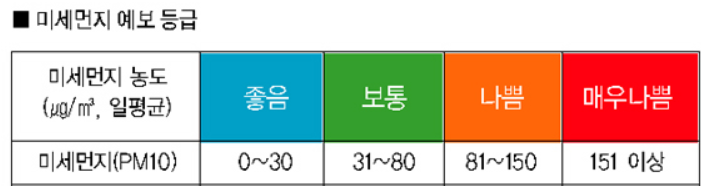 ■ 미세먼지 예보 등급
미세먼지 농도
(㎍/㎥, 일평균) 좋음 보통 나쁨 매우나쁨
미세먼지(PM10) 0~30 31~80 81~150 151 이상